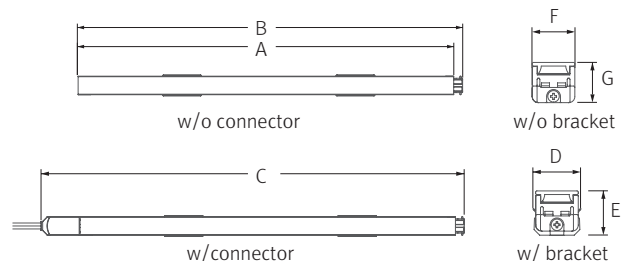 B
A
w/o connector
F
G
w/o bracket
C
w/connector
D
E
w/ bracket